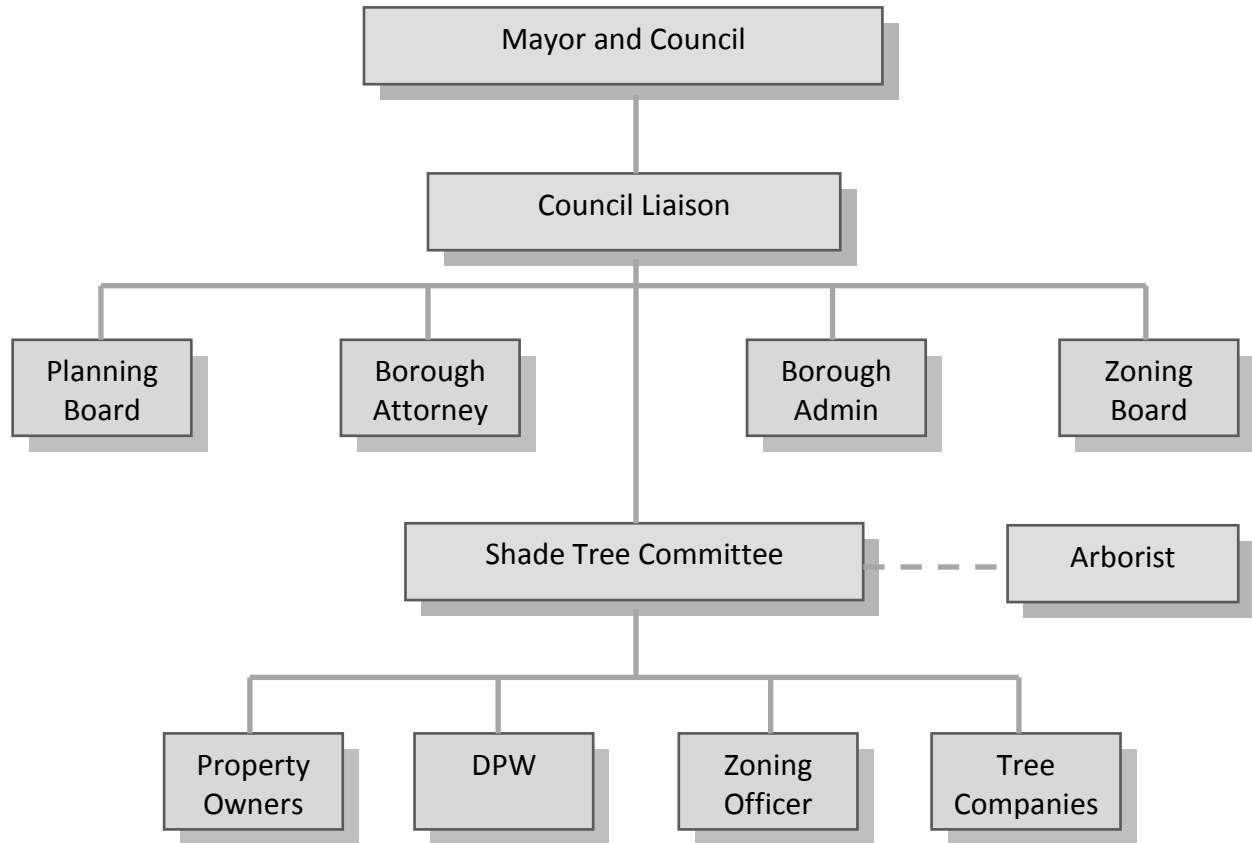 Mayor and Council
Council Liaison
Planning
Board
Borough
Attorney
Borough
Admin
Zoning
Board
Shade Tree Committee
Arborist
Property
Owners
DPW
Zoning
Officer
Tree
Companies